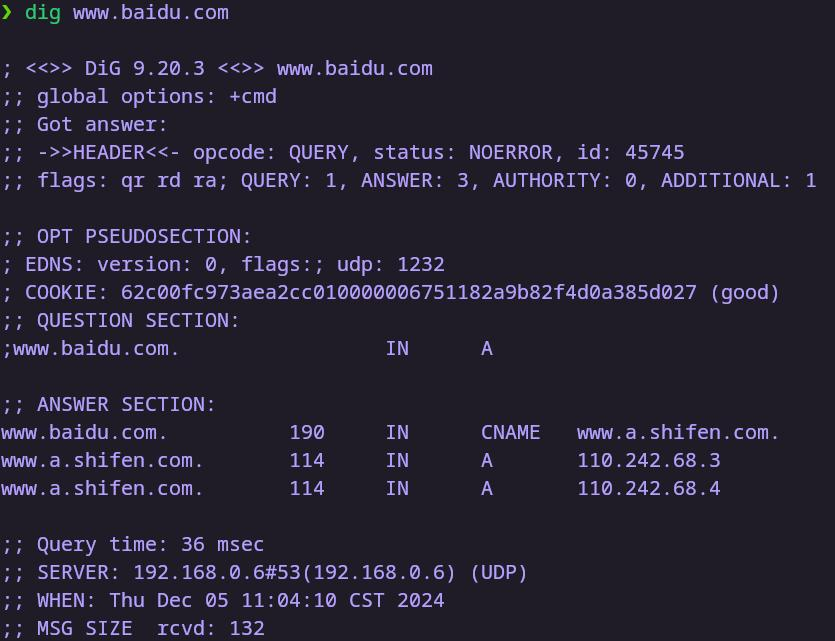 ❯ dig www.baidu.com
; <<>> DiG 9.20.3 <<>> www.baidu.com
;; global options: +cmd
;; Got answer:
;; ->>HEADER<<- opcode: QUERY, status: NOERROR, id: 45745
;; flags: qr rd ra; QUERY: 1, ANSWER: 3, AUTHORITY: 0, ADDITIONAL: 1
;; OPT PSEUDOSECTION:
; EDNS: version: 0, flags:; udp: 1232
; COOKIE: 62c00fc973aea2cc010000006751182a9b82f4d0a385d027 (good)
;; QUESTION SECTION:
;www.baidu.com. IN A
;; ANSWER SECTION:
www.baidu.com. 190 IN CNAME www.a.shifen.com.
www.a.shifen.com. 114 IN A 110.242.68.3
www.a.shifen.com. 114 IN A 110.242.68.4
;; Query time: 36 msec
;; SERVER: 192.168.0.6#53(192.168.0.6) (UDP)
;; WHEN: Thu Dec 05 11:04:10 CST 2024
;; MSG SIZE  rcvd: 132